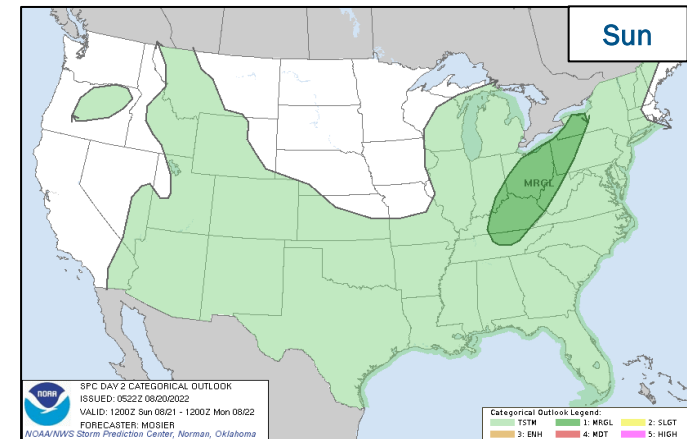 Sun
MRGL
NOAA
SPC DAY 2 CATEGORICAL OUTLOOK
ISSUED: 0522Z 08/20/2022
VALID: 1200Z Sun 08/21 - 1200Z Mon 08/22
FORECASTER: MOSIER
NOAA/NWS Storm Prediction Center, Norman, Oklahoma
Categorical Outlook Legend:
TSTM 1: MRGL 2: SLGT
3: ENH 4: MDT 5: HIGH